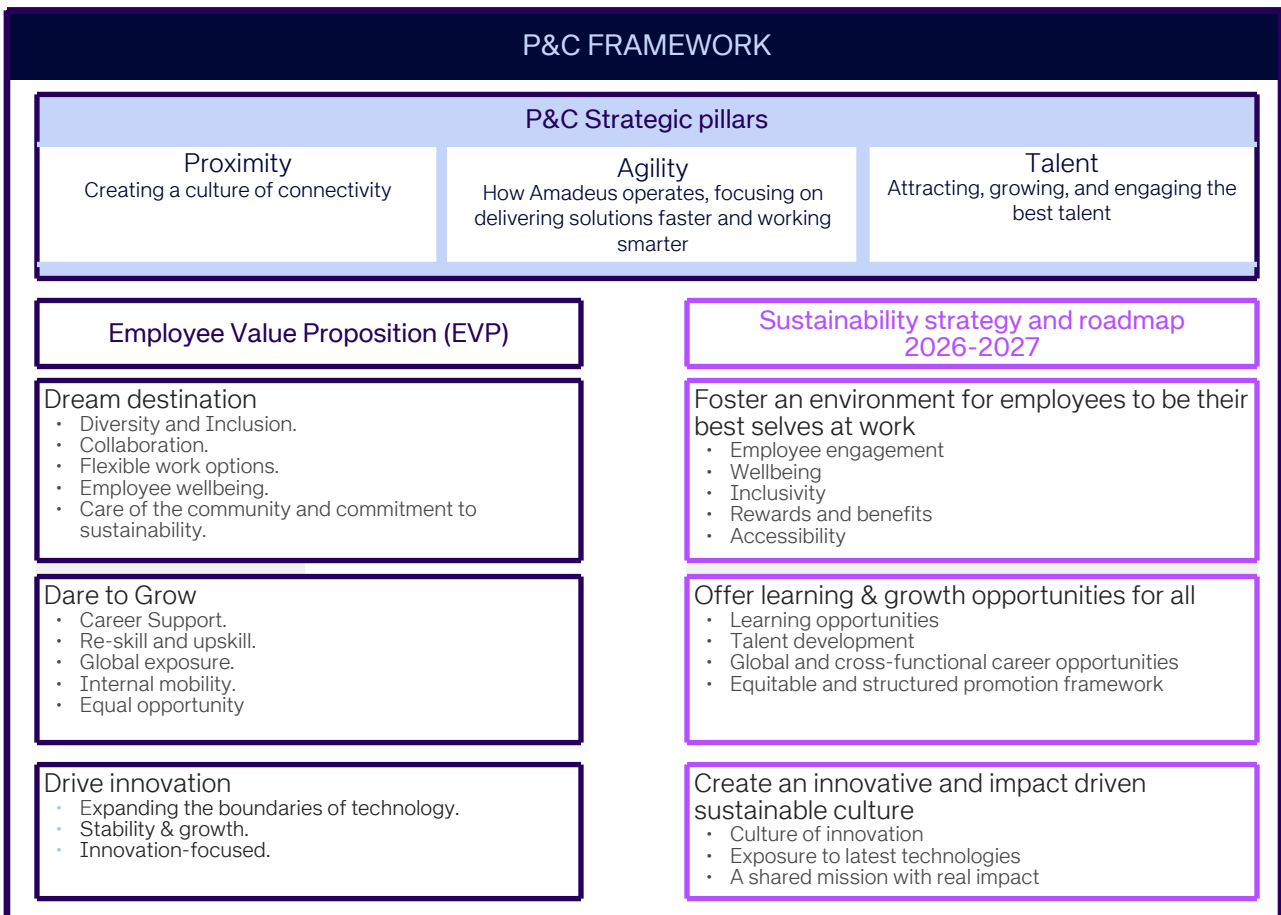 P&C FRAMEWORK
P&C Strategic pillars
Proximity
Creating a culture of connectivity
Agility
How Amadeus operates, focusing on
delivering solutions faster and working
smarter
Talent
Attracting, growing, and engaging the
best talent
Employee Value Proposition (EVP)
Dream destination
• Diversity and Inclusion.
• Collaboration.
• Flexible work options.
• Employee wellbeing.
• Care of the community and commitment to
sustainability.
Dare to Grow
• Career Support.
• Re-skill and upskill.
• Global exposure.
• Internal mobility.
• Equal opportunity
Drive innovation
• Expanding the boundaries of technology.
• Stability & growth.
• Innovation-focused.
Sustainability strategy and roadmap
2026-2027
Foster an environment for employees to be their
best selves at work
• Employee engagement
• Wellbeing
• Inclusivity
• Rewards and benefits
• Accessibility
Offer learning & growth opportunities for all
• Learning opportunities
• Talent development
• Global and cross-functional career opportunities
• Equitable and structured promotion framework
Create an innovative and impact driven
sustainable culture
• Culture of innovation
• Exposure to latest technologies
• A shared mission with real impact